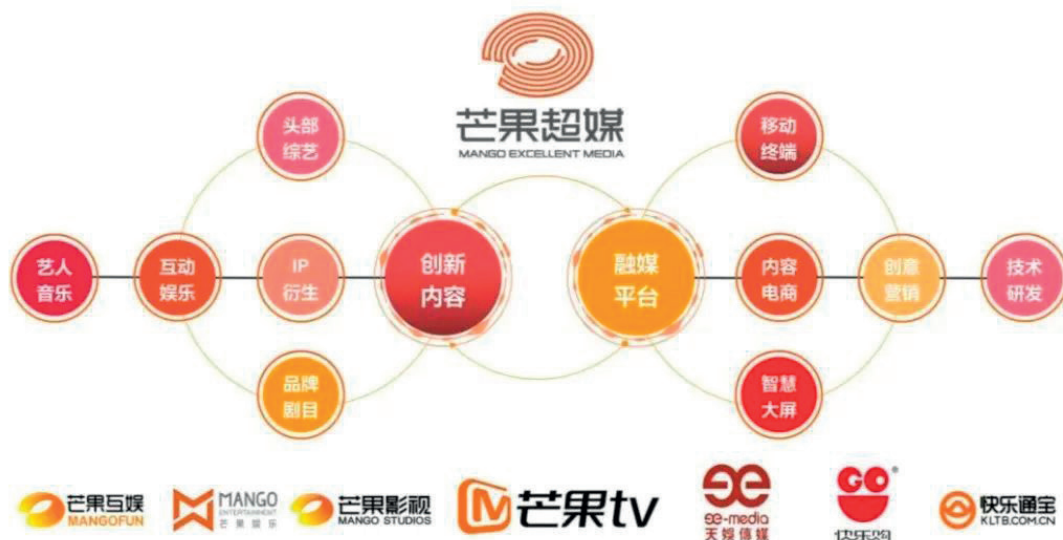 芒果超媒
MANGO EXCELLENT MEDIA
头部
综艺
移动
终端
艺人
音乐
互动
娱乐
IP
衍生
创新
内容
融媒
平台
内容
电商
创意
营销
技术
研发
品牌
剧目
智慧
大屏
芒果互娱
MANGOFUN
MANGO
ENTERTAINMENT
芒果娱乐
芒果影视
MANGO STUDIOS
芒果tv
ee-media
天娱传媒
GO
®
快乐购
快乐通宝
KLTB.COM.CN